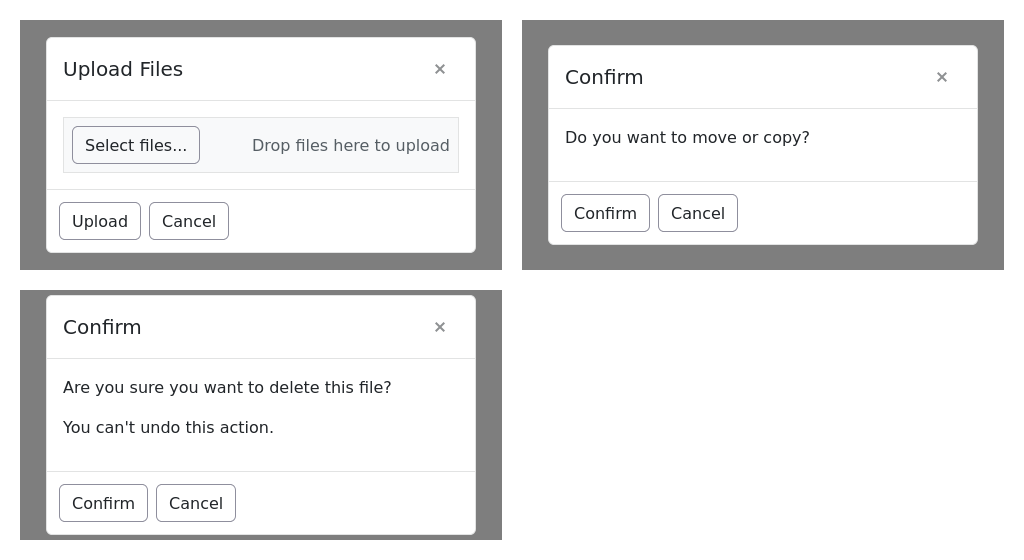 Upload Files ×
Select files... Drop files here to upload
Upload Cancel
Confirm ×
Do you want to move or copy?
Confirm Cancel
Confirm ×
Are you sure you want to delete this file?
You can't undo this action.
Confirm Cancel